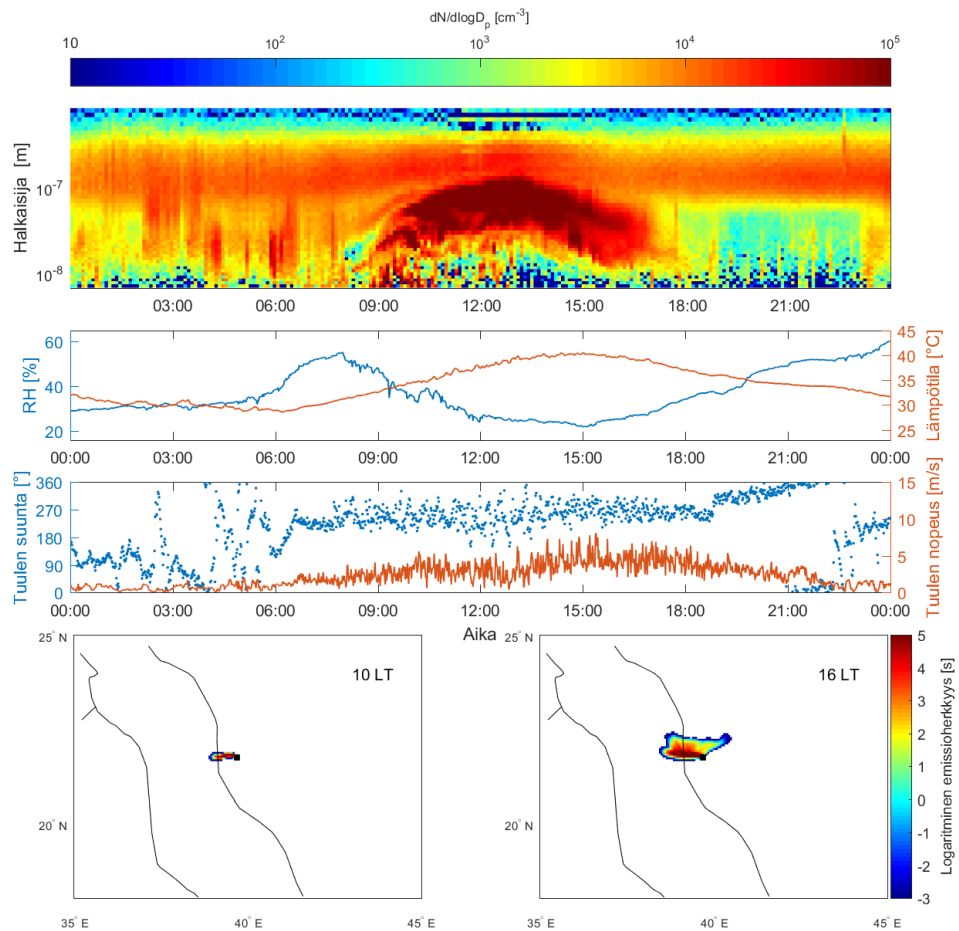 dN/dlogD_p [cm^-3]
10 10^2 10^3 10^4 10^5
Halkaisija [m]
10^-7
10^-8
03:00 06:00 09:00 12:00 15:00 18:00 21:00
RH [%]
60
40
20
45
40
35
30
25
Lämpötila [°C]
00:00 03:00 06:00 09:00 12:00 15:00 18:00 21:00 00:00
Tuulen suunta [°]
360
270
180
90
0
15
10
5
0
Tuulen nopeus [m/s]
00:00 03:00 06:00 09:00 12:00 15:00 18:00 21:00 00:00
Aika
25° N
20° N
35° E 40° E 45° E
10 LT
25° N
20° N
35° E 40° E 45° E
16 LT
5
4
3
2
1
0
-1
-2
-3
Logaritminen emissioherkkyys [s]